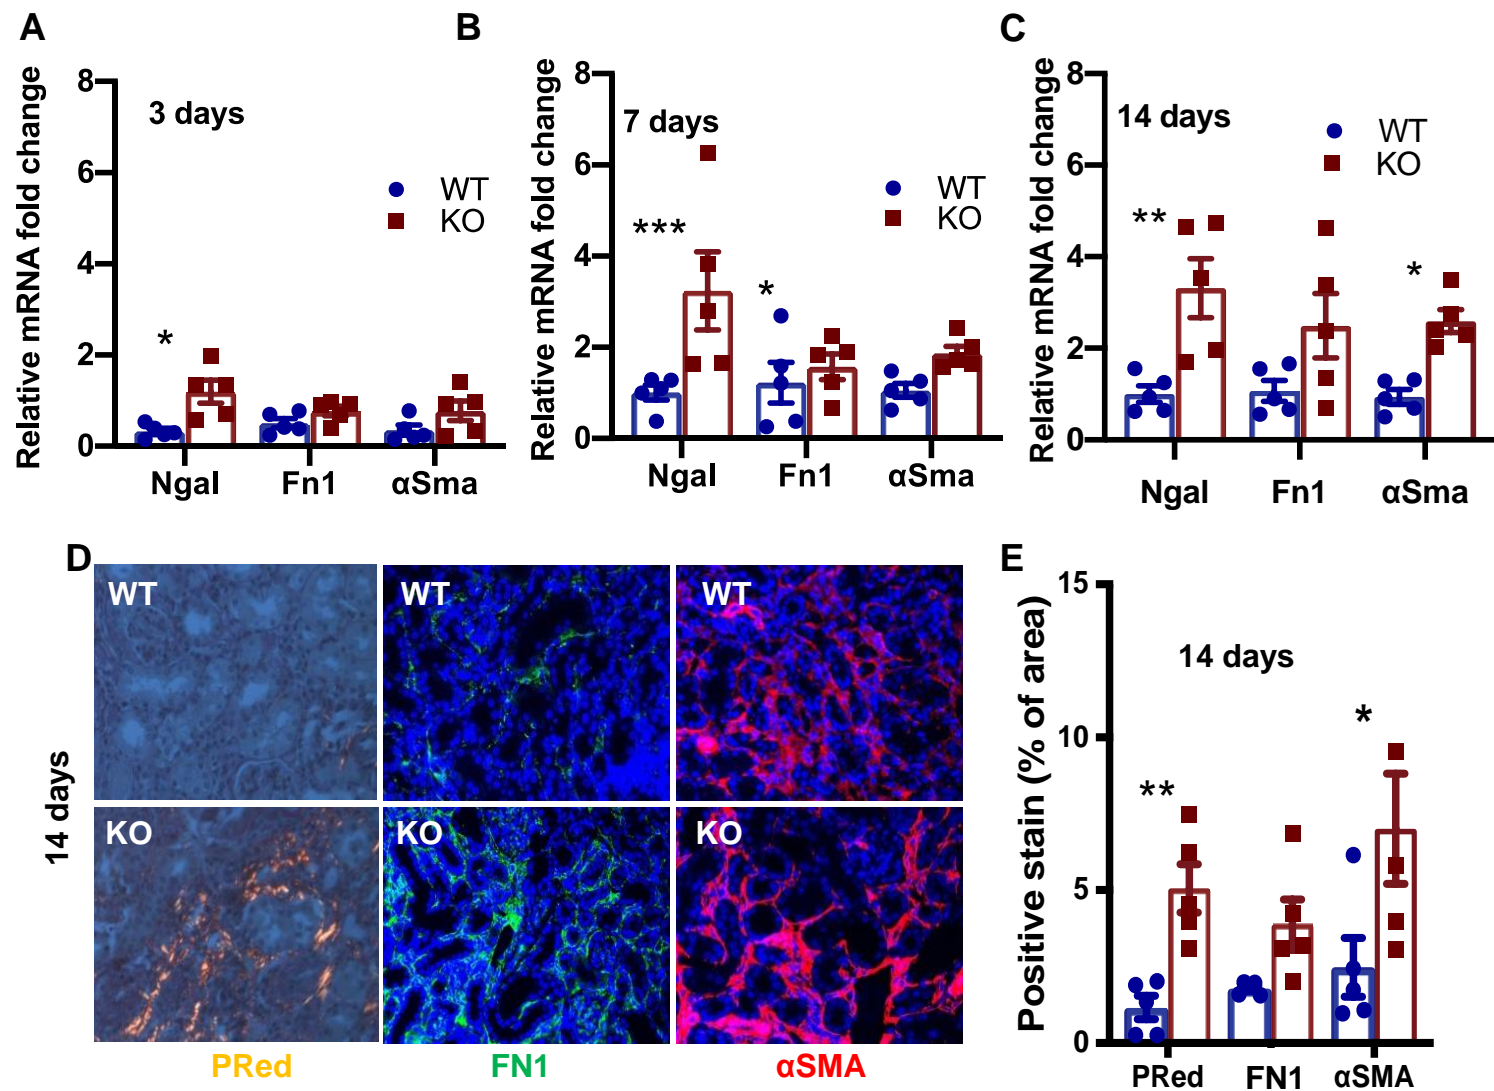 A
B
C
Relative mRNA fold change
8
6
4
2
0
3 days
WT
KO
*
Ngal
Fn1
αSma
Relative mRNA fold change
8
6
4
2
0
7 days
WT
KO
***
*
Ngal
Fn1
αSma
Relative mRNA fold change
8
6
4
2
0
14 days
WT
KO
**
*
Ngal
Fn1
αSma
D
14 days
WT
WT
WT
KO
KO
KO
PRed
FN1
αSMA
E
Positive stain (% of area)
15
10
5
0
14 days
**
*
PRed
FN1
αSMA